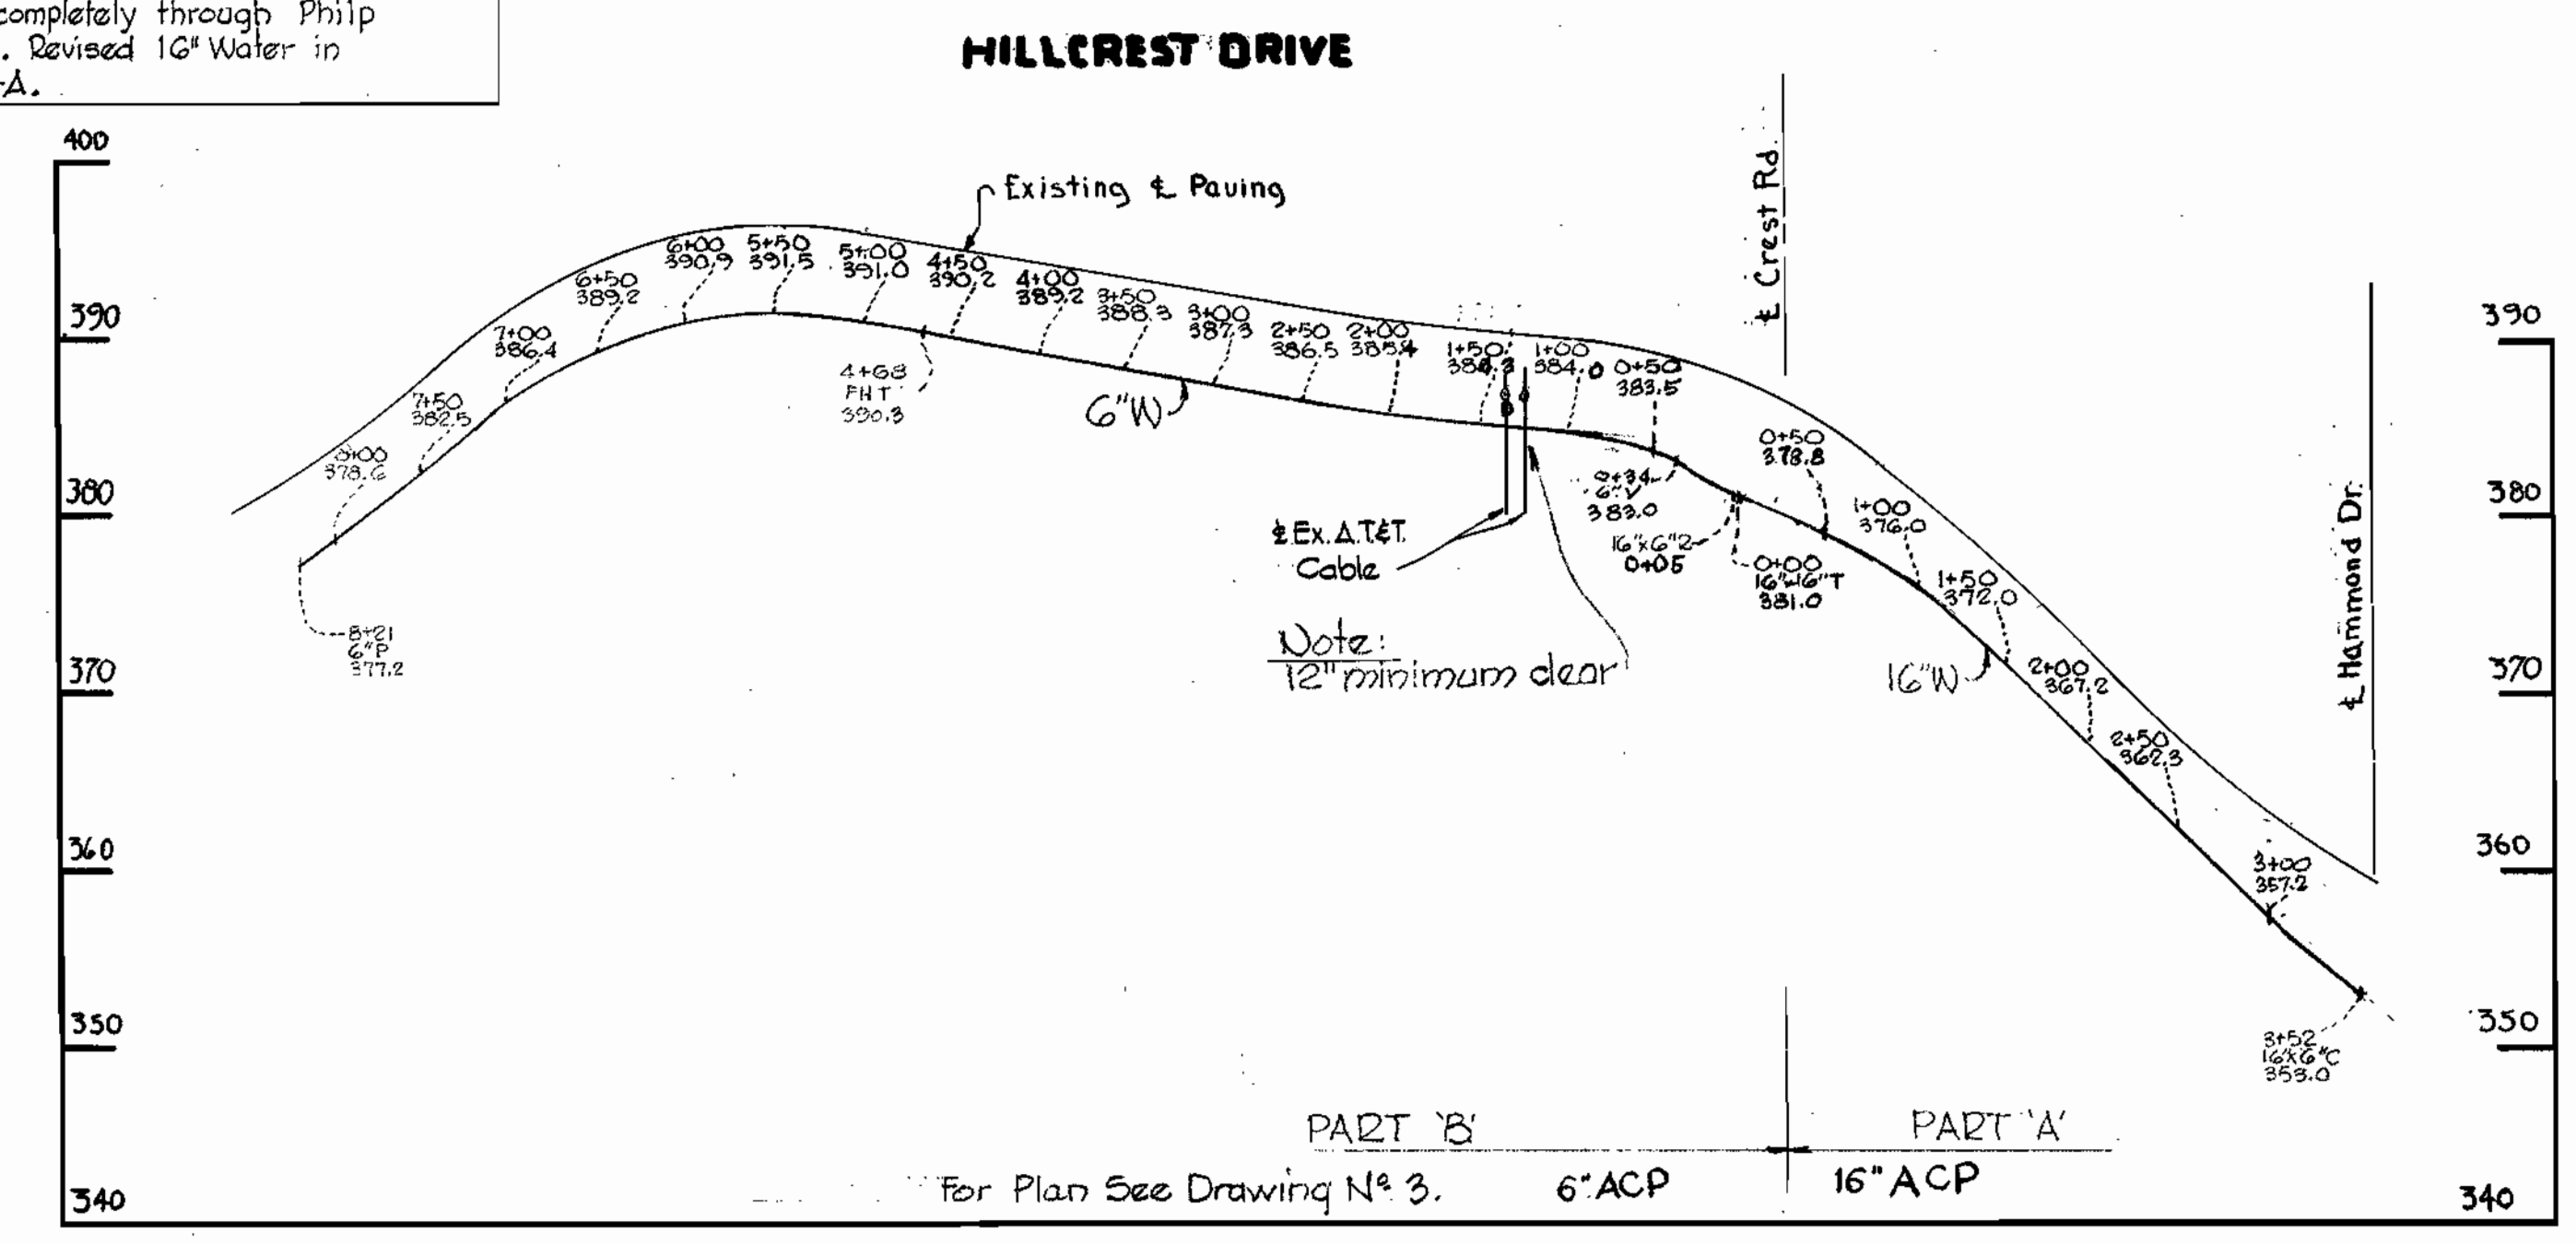 completely through Philp
. Revised 16" Water in
-A.
HILLCREST DRIVE
400
390
380
370
360
350
340
Existing ℄ Paving
℄ Crest Rd.
℄ Hammond Dr.
8+00
378.6
7+50
382.5
7+00
386.4
6+50
389.2
6+00
390.9
5+50
391.5
5+00
391.0
4+50
390.2
4+00
389.2
3+50
388.3
3+00
387.3
2+50
386.5
2+00
385.4
1+50
384.3
1+00
384.0
0+50
383.5
8+21
6"P
377.2
4+68
FHT
390.3
6"W
℄ Ex. A.T.&T.
Cable
Note:
12" minimum clear
0+34
6"V
383.0
16"x6"R
0+05
0+00
16"x16"T
381.0
0+50
378.8
1+00
376.0
1+50
372.0
16"W
2+00
367.2
2+50
362.3
3+00
357.2
3+52
16"x6"C
353.0
390
380
370
360
350
340
PART 'B'
PART 'A'
For Plan See Drawing Nº 3.
6" ACP
16" ACP